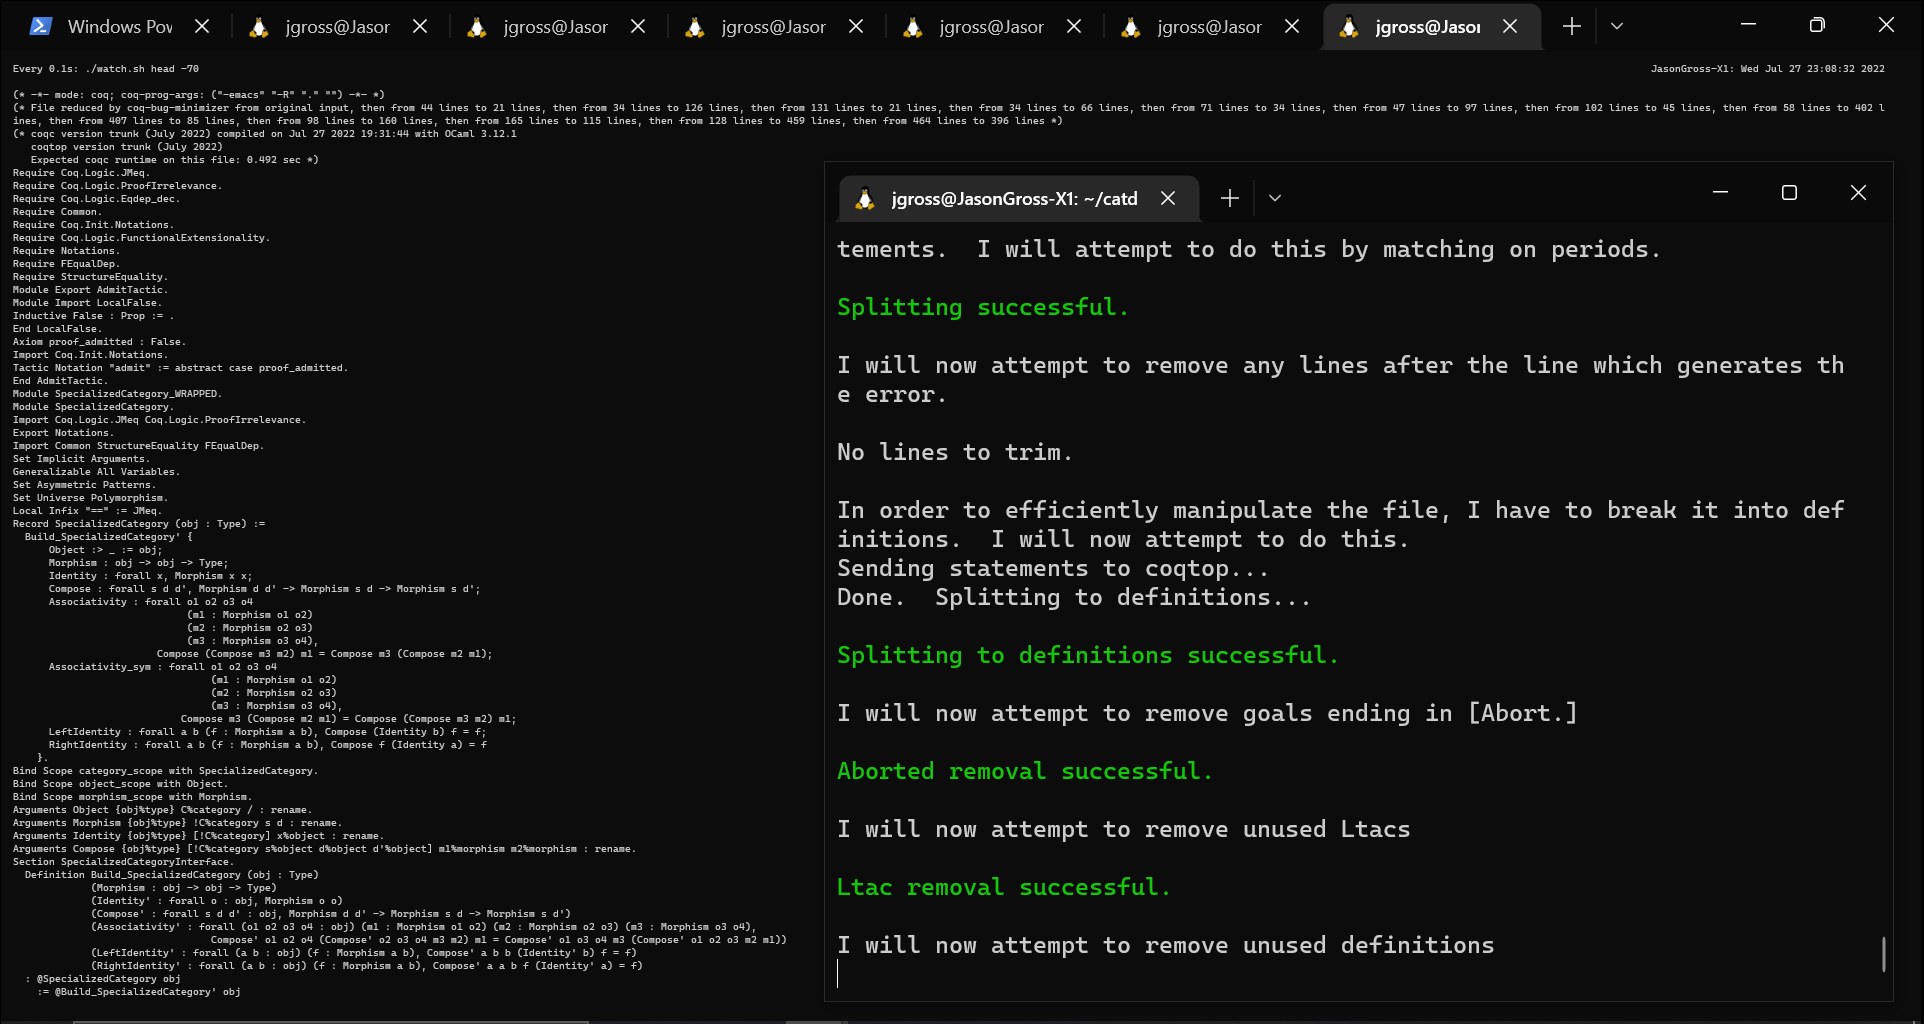 Windows Pow
jgross@Jasor
jgross@Jasor
jgross@Jasor
jgross@Jasor
jgross@Jasor
jgross@Jasor
Every 0.1s: ./watch.sh head -70
JasonGross-X1: Wed Jul 27 23:08:32 2022
(* -*- mode: coq; coq-prog-args: ("-emacs" "-R" "." "") -*- *)
(* File reduced by coq-bug-minimizer from original input, then from 44 lines to 21 lines, then from 34 lines to 126 lines, then from 131 lines to 21 lines, then from 34 lines to 66 lines, then from 71 lines to 34 lines, then from 47 lines to 97 lines, then from 102 lines to 45 lines, then from 58 lines to 402 l
ines, then from 407 lines to 85 lines, then from 98 lines to 160 lines, then from 165 lines to 115 lines, then from 128 lines to 459 lines, then from 464 lines to 396 lines *)
(* coqc version trunk (July 2022) compiled on Jul 27 2022 19:31:44 with OCaml 3.12.1
   coqtop version trunk (July 2022)
   Expected coqc runtime on this file: 0.492 sec *)
Require Coq.Logic.JMeq.
Require Coq.Logic.ProofIrrelevance.
Require Coq.Logic.Eqdep_dec.
Require Common.
Require Coq.Init.Notations.
Require Coq.Logic.FunctionalExtensionality.
Require Notations.
Require FEqualDep.
Require StructureEquality.
Module Export AdmitTactic.
Module Import LocalFalse.
Inductive False : Prop := .
End LocalFalse.
Axiom proof_admitted : False.
Import Coq.Init.Notations.
Tactic Notation "admit" := abstract case proof_admitted.
End AdmitTactic.
Module SpecializedCategory_WRAPPED.
Module SpecializedCategory.
Import Coq.Logic.JMeq Coq.Logic.ProofIrrelevance.
Export Notations.
Import Common StructureEquality FEqualDep.
Set Implicit Arguments.
Generalizable All Variables.
Set Asymmetric Patterns.
Set Universe Polymorphism.
Local Infix "==" := JMeq.
Record SpecializedCategory (obj : Type) :=
  Build_SpecializedCategory' {
      Object :> _ := obj;
      Morphism : obj -> obj -> Type;
      Identity : forall x, Morphism x x;
      Compose : forall s d d', Morphism d d' -> Morphism s d -> Morphism s d';
      Associativity : forall o1 o2 o3 o4
                             (m1 : Morphism o1 o2)
                             (m2 : Morphism o2 o3)
                             (m3 : Morphism o3 o4),
                        Compose (Compose m3 m2) m1 = Compose m3 (Compose m2 m1);
      Associativity_sym : forall o1 o2 o3 o4
                                 (m1 : Morphism o1 o2)
                                 (m2 : Morphism o2 o3)
                                 (m3 : Morphism o3 o4),
                            Compose m3 (Compose m2 m1) = Compose (Compose m3 m2) m1;
      LeftIdentity : forall a b (f : Morphism a b), Compose (Identity b) f = f;
      RightIdentity : forall a b (f : Morphism a b), Compose f (Identity a) = f
    }.
Bind Scope category_scope with SpecializedCategory.
Bind Scope object_scope with Object.
Bind Scope morphism_scope with Morphism.
Arguments Object {obj%type} C%category / : rename.
Arguments Morphism {obj%type} !C%category s d : rename.
Arguments Identity {obj%type} [!C%category] x%object : rename.
Arguments Compose {obj%type} [!C%category s%object d%object d'%object] m1%morphism m2%morphism : rename.
Section SpecializedCategoryInterface.
  Definition Build_SpecializedCategory (obj : Type)
             (Morphism : obj -> obj -> Type)
             (Identity' : forall o : obj, Morphism o o)
             (Compose' : forall s d d' : obj, Morphism d d' -> Morphism s d -> Morphism s d')
             (Associativity' : forall (o1 o2 o3 o4 : obj) (m1 : Morphism o1 o2) (m2 : Morphism o2 o3) (m3 : Morphism o3 o4),
                                 Compose' o1 o2 o4 (Compose' o2 o3 o4 m3 m2) m1 = Compose' o1 o3 o4 m3 (Compose' o1 o2 o3 m2 m1))
             (LeftIdentity' : forall (a b : obj) (f : Morphism a b), Compose' a b b (Identity' b) f = f)
             (RightIdentity' : forall (a b : obj) (f : Morphism a b), Compose' a a b f (Identity' a) = f)
  : @SpecializedCategory obj
    := @Build_SpecializedCategory' obj
jgross@JasonGross-X1: ~/catd
tements.  I will attempt to do this by matching on periods.
Splitting successful.
I will now attempt to remove any lines after the line which generates th
e error.
No lines to trim.
In order to efficiently manipulate the file, I have to break it into def
initions.  I will now attempt to do this.
Sending statements to coqtop...
Done.  Splitting to definitions...
Splitting to definitions successful.
I will now attempt to remove goals ending in [Abort.]
Aborted removal successful.
I will now attempt to remove unused Ltacs
Ltac removal successful.
I will now attempt to remove unused definitions